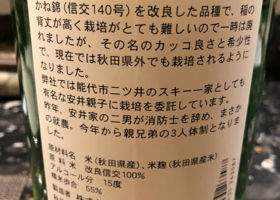 かね錦（信交140号）を改良した品種で、稲の
背丈が高く栽培がとても難しいので一時は廃
れましたが、その名のカッコ良さと希少性
で、現在では秋田県外でも栽培されるように
なりました。
弊社では能代市二ツ井のスキー一家としても
有名な安井親子に栽培を委託しています。
昨年から、安井家の二男が消防士を辞め、まさか
の就農。今年から親兄弟の3人体制となりまし
た。
原材料名 米（秋田県産）、米麹（秋田県産米）
原料米 改良信交100%
アルコール分 15度
精米歩合 55%